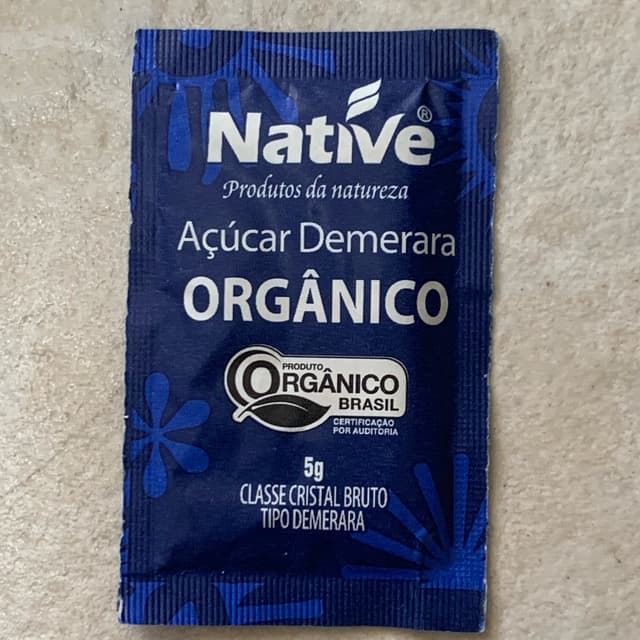 Native®
Produtos da natureza
Açúcar Demerara
ORGÂNICO
PRODUTO
ORGÂNICO
BRASIL
CERTIFICAÇÃO
POR AUDITORIA
5g
CLASSE CRISTAL BRUTO
TIPO DEMERARA